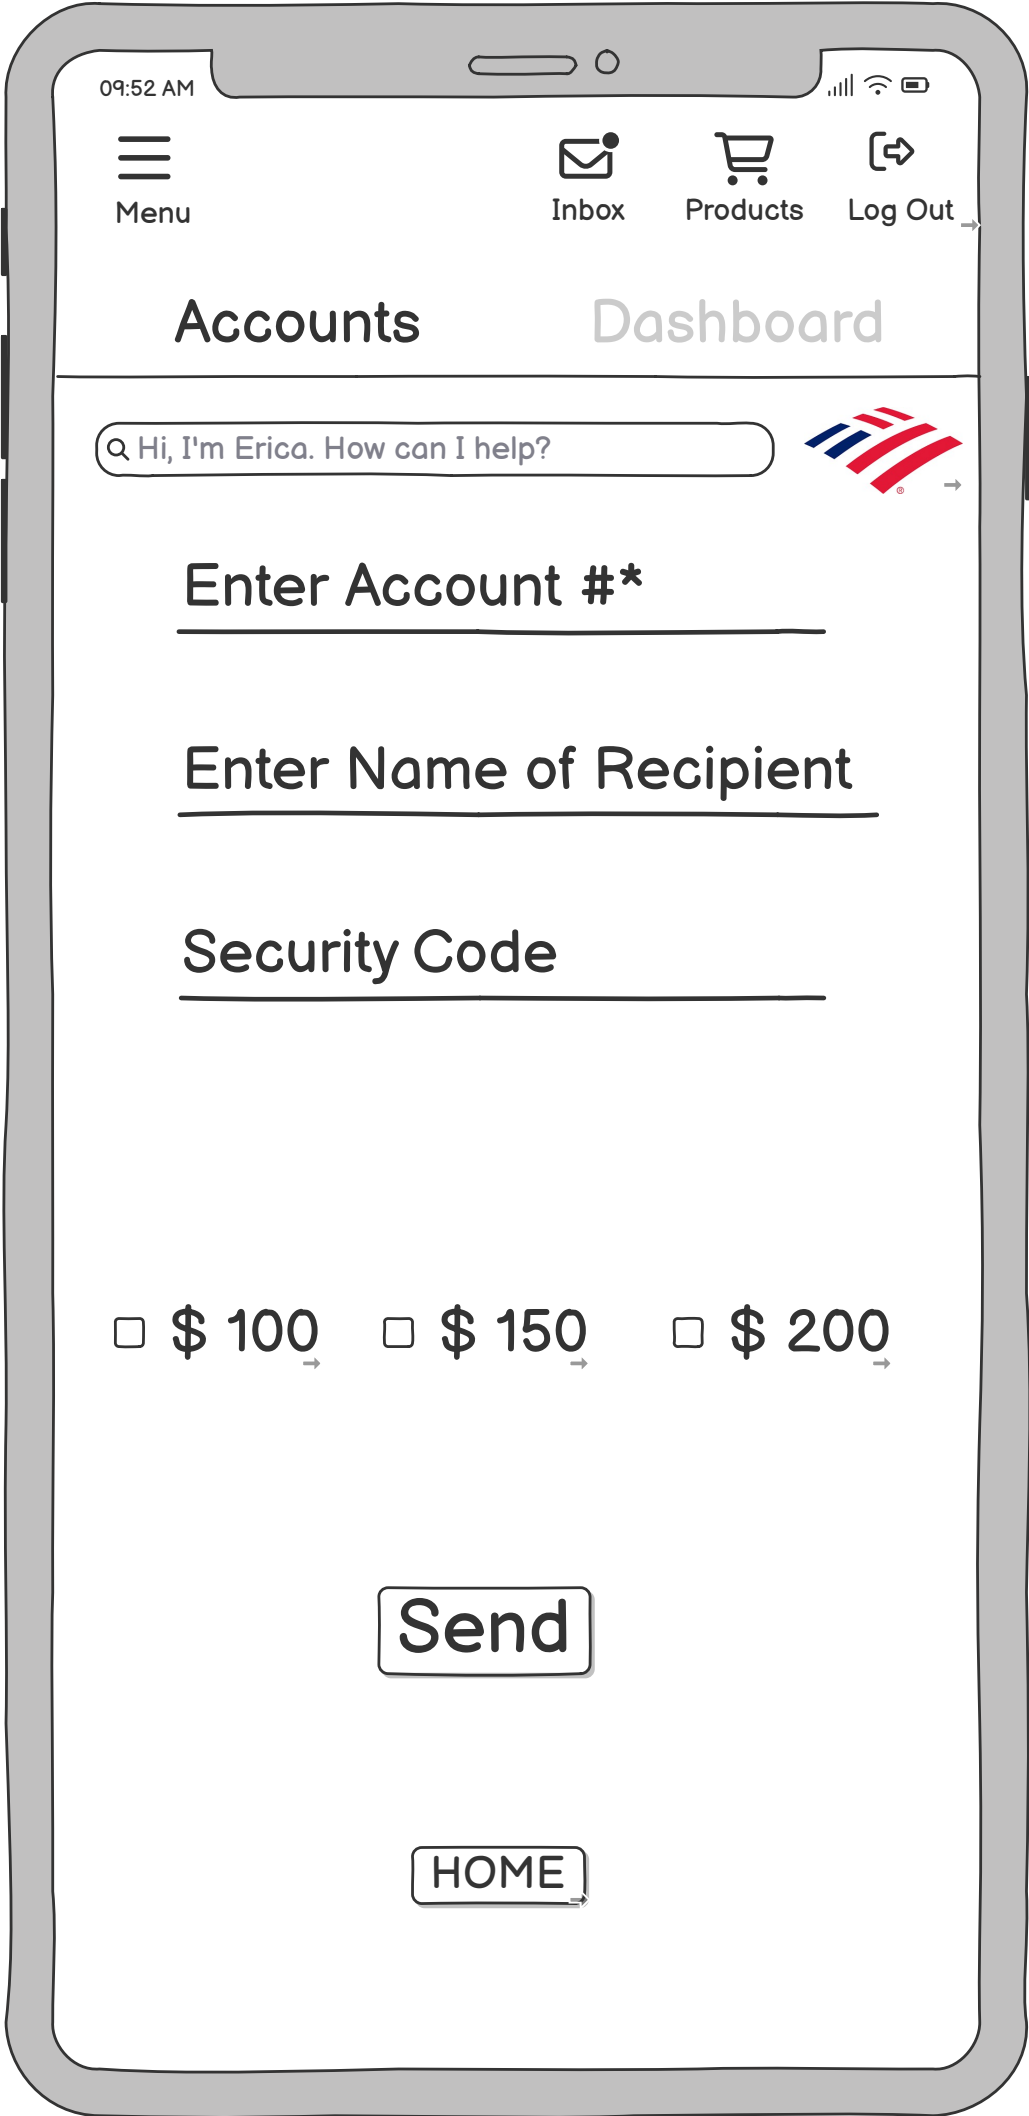 09:52 AM
Menu
Inbox
Products
Log Out
Accounts
Dashboard
Hi, I'm Erica. How can I help?
®
Enter Account #*
Enter Name of Recipient
Security Code
$ 100
$ 150
$ 200
Send
HOME